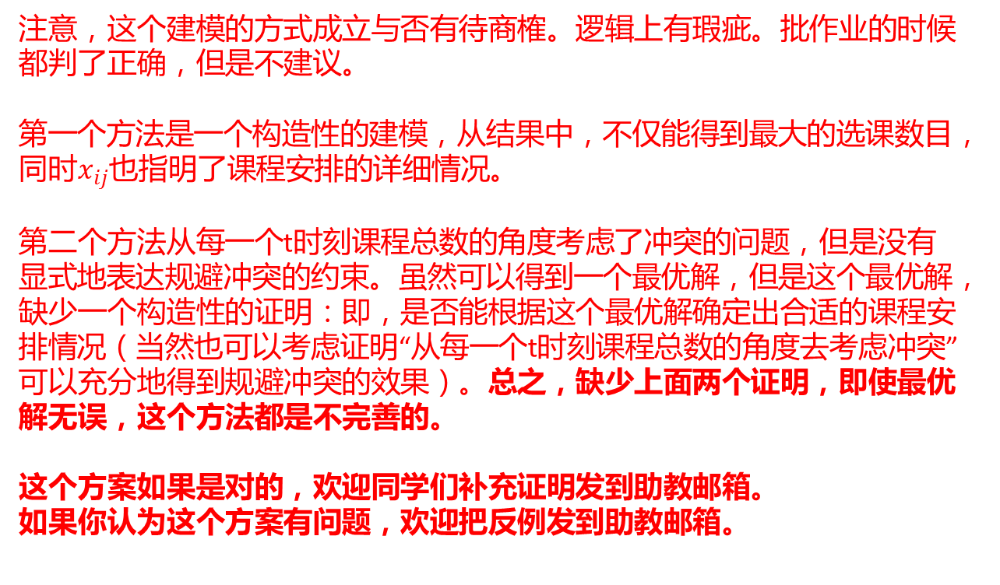 注意，这个建模的方式成立与否有待商榷。逻辑上有瑕疵。批作业的时候
都判了正确，但是不建议。
第一个方法是一个构造性的建模，从结果中，不仅能得到最大的选课数目，
同时x_{ij}也指明了课程安排的详细情况。
第二个方法从每一个t时刻课程总数的角度考虑了冲突的问题，但是没有
显式地表达规避冲突的约束。虽然可以得到一个最优解，但是这个最优解，
缺少一个构造性的证明：即，是否能根据这个最优解确定出合适的课程安
排情况（当然也可以考虑证明“从每一个t时刻课程总数的角度去考虑冲突”
可以充分地得到规避冲突的效果）。总之，缺少上面两个证明，即使最优
解无误，这个方法都是不完善的。
这个方案如果是对的，欢迎同学们补充证明发到助教邮箱。
如果你认为这个方案有问题，欢迎把反例发到助教邮箱。